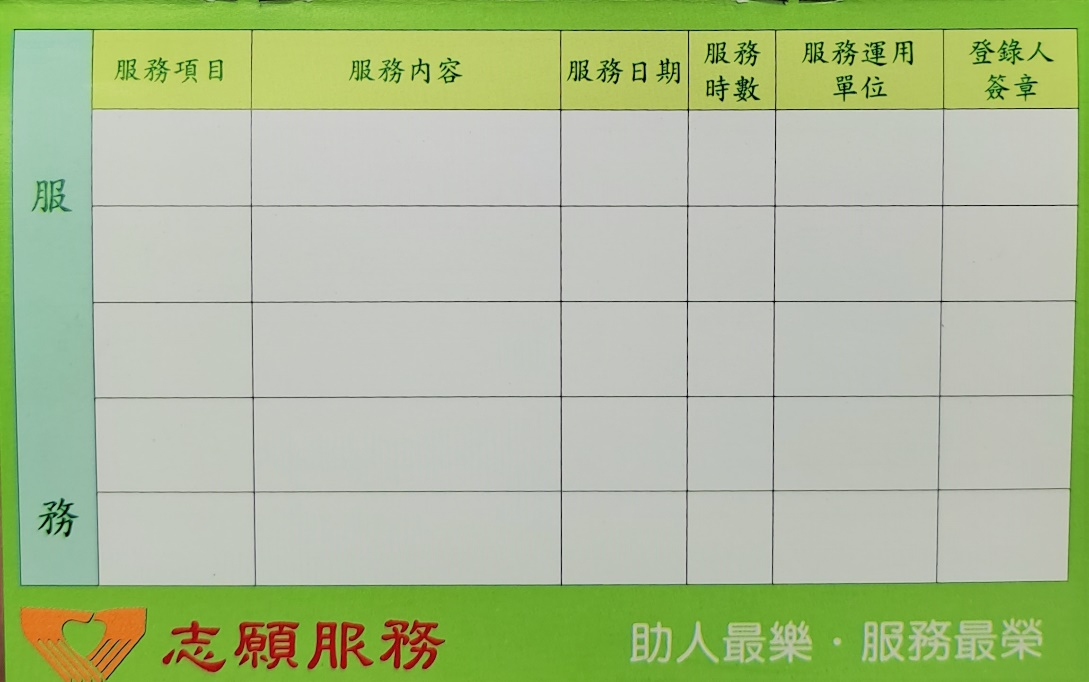 服務
服務項目
服務內容
服務日期
服務
時數
服務運用
單位
登錄人
簽章
志願服務
助人最樂・服務最榮